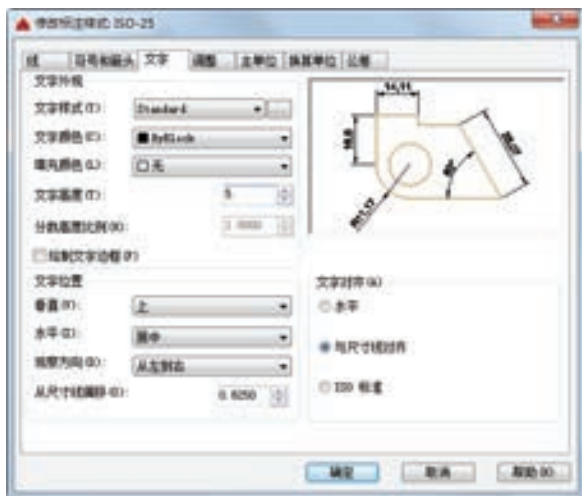 修改标注样式: ISO-25
线 符号和箭头 文字 调整 主单位 换算单位 公差
文字外观
文字样式(Y): Standard
文字颜色(C): ByBlock
填充颜色(L): 无
文字高度(T): 5
分数高度比例(H):
绘制文字边框(F)
文字位置
垂直(V): 上
水平(Z): 居中
观察方向(D): 从左到右
从尺寸线偏移(O): 0.6250
14,11
60°
R11,17
文字对齐(A)
水平
与尺寸线对齐
ISO 标准
确定 取消 帮助(H)